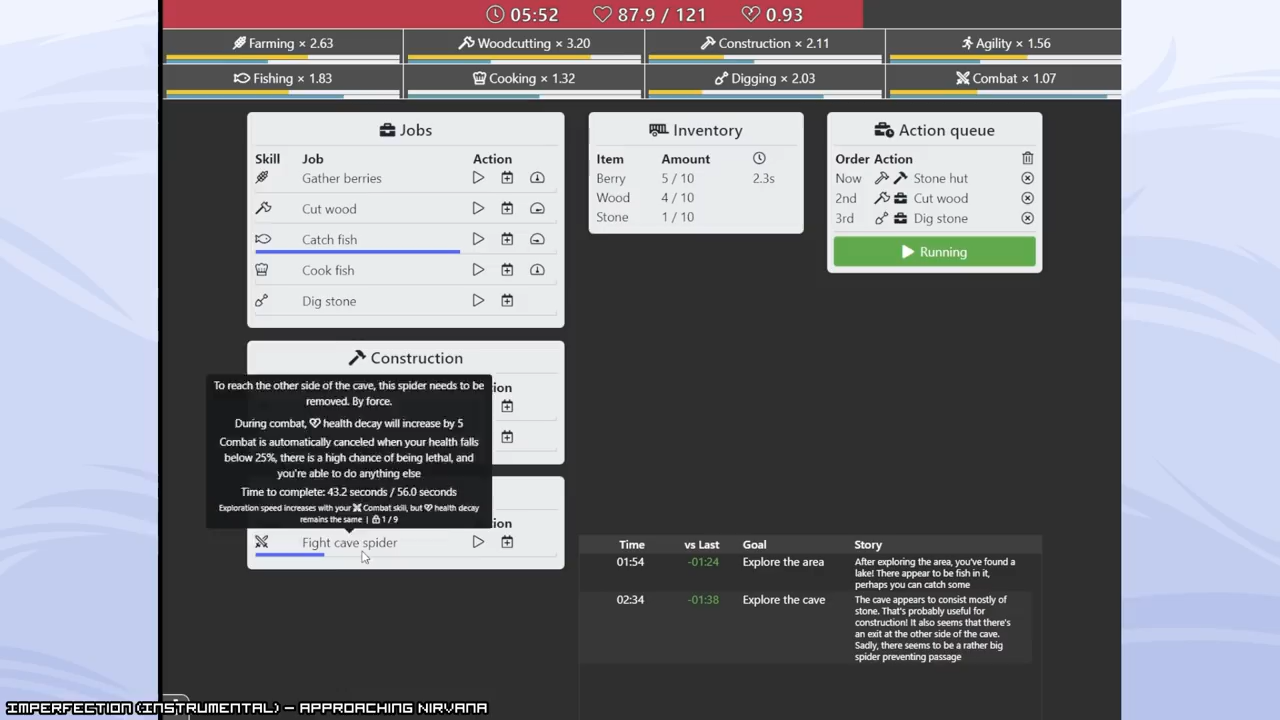 05:52 87.9 / 121 0.93
Farming × 2.63 Woodcutting × 3.20 Construction × 2.11 Agility × 1.56
Fishing × 1.83 Cooking × 1.32 Digging × 2.03 Combat × 1.07
Jobs
Skill Job Action
Gather berries
Cut wood
Catch fish
Cook fish
Dig stone
Construction
ion
To reach the other side of the cave, this spider needs to be
removed. By force.
During combat, health decay will increase by 5
Combat is automatically canceled when your health falls
below 25%, there is a high chance of being lethal, and
you're able to do anything else
Time to complete: 43.2 seconds / 56.0 seconds
Exploration speed increases with your Combat skill, but health decay
remains the same | 1 / 9
ion
Fight cave spider
Inventory
Item Amount
Berry 5 / 10 2.3s
Wood 4 / 10
Stone 1 / 10
Action queue
Order Action
Now Stone hut
2nd Cut wood
3rd Dig stone
Running
Time vs Last Goal Story
01:54 -01:24 Explore the area After exploring the area, you've found a
lake! There appear to be fish in it,
perhaps you can catch some
02:34 -01:38 Explore the cave The cave appears to consist mostly of
stone. That's probably useful for
construction! It also seems that there's
an exit at the other side of the cave.
Sadly, there seems to be a rather big
spider preventing passage
IMPERFECTION (INSTRUMENTAL) – APPROACHING NIRVANA